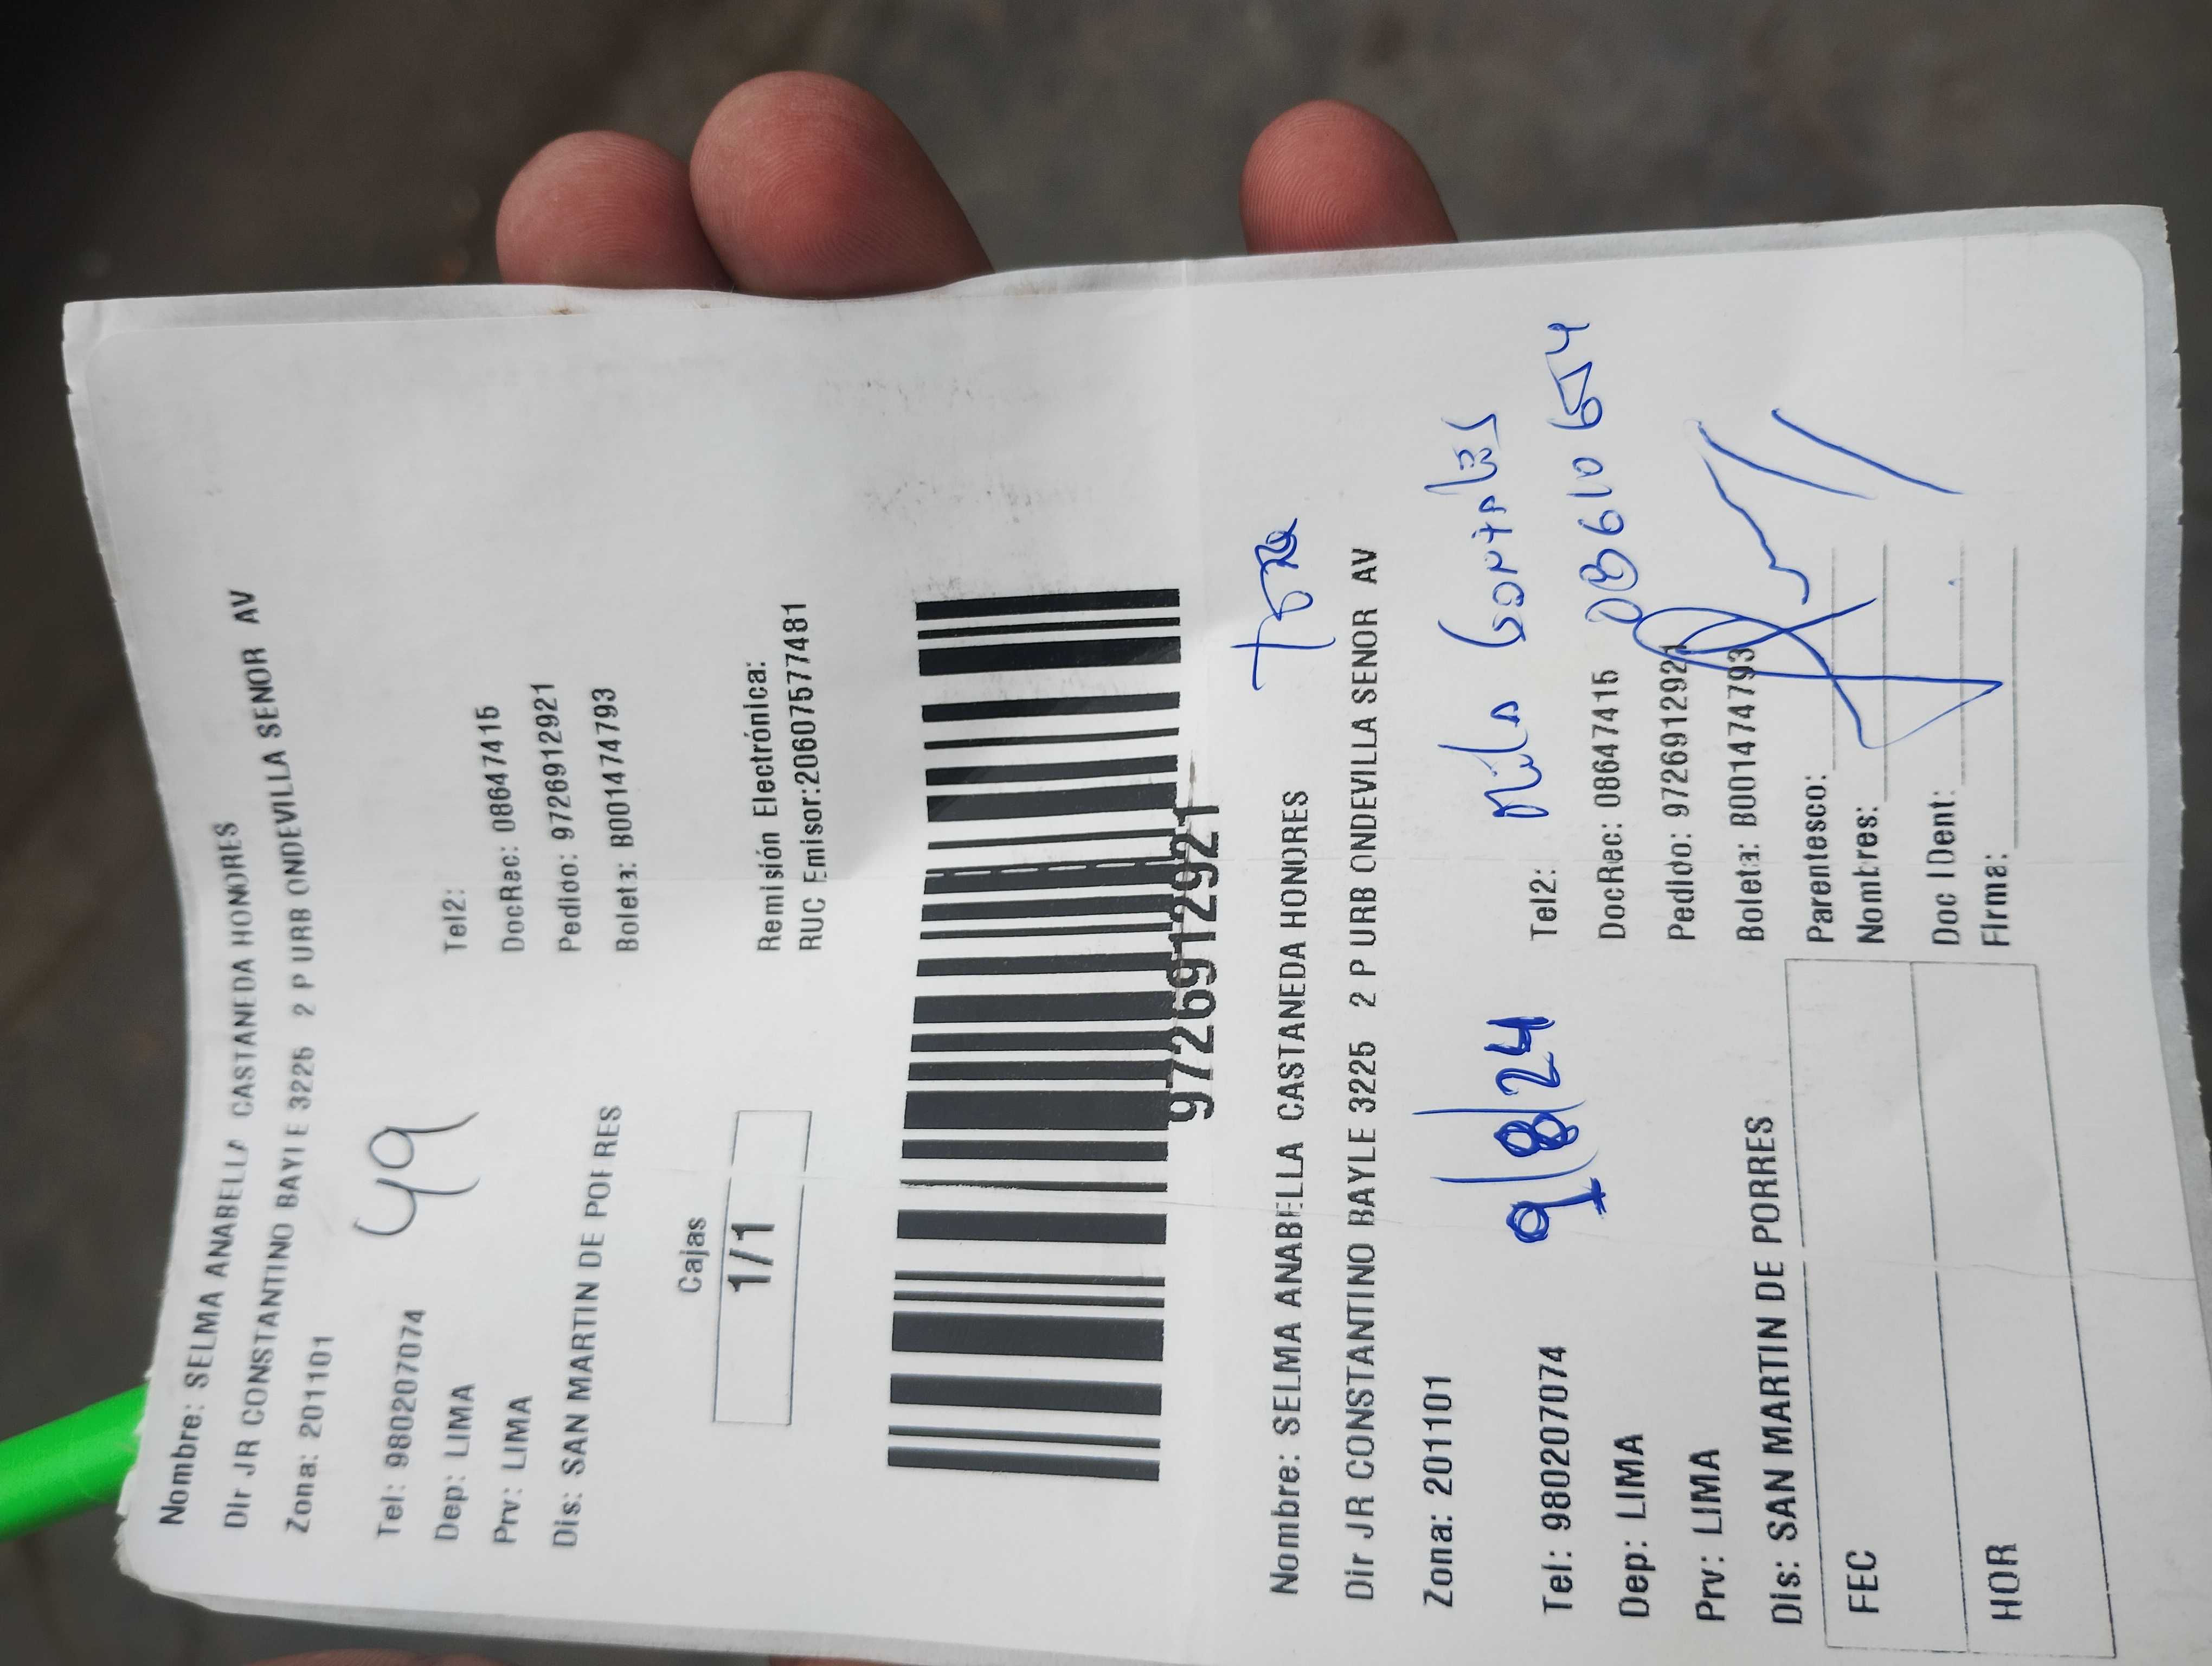 Nombre: SELMA ANABELLA CASTANEDA HONORES
Dir JR CONSTANTINO BAYLE 3225 2 P URB ONDEVILLA SENOR AV
Zona: 201101
49
Tel: 980207074
Tel2:
Dep: LIMA
DocRec: 08647415
Prv: LIMA
Pedido: 972691292​1
Dis: SAN MARTIN DE PORRES
Boleta: B001474793
Cajas
1/1
Remisión Electrónica:
RUC Emisor:20607577481
9726912921
Nombre: SELMA ANABELLA CASTANEDA HONORES
Dir JR CONSTANTINO BAYLE 3225 2 P URB ONDEVILLA SENOR AV
Zona: 201101
9/8/24
Tel: 980207074
Tel2:
Dep: LIMA
DocRec: 08647415
Prv: LIMA
Pedido: 9726912921
Dis: SAN MARTIN DE PORRES
Boleta: B001474793
FEC
Parentesco:
Nombres:
HOR
Doc IDent:
Firma: